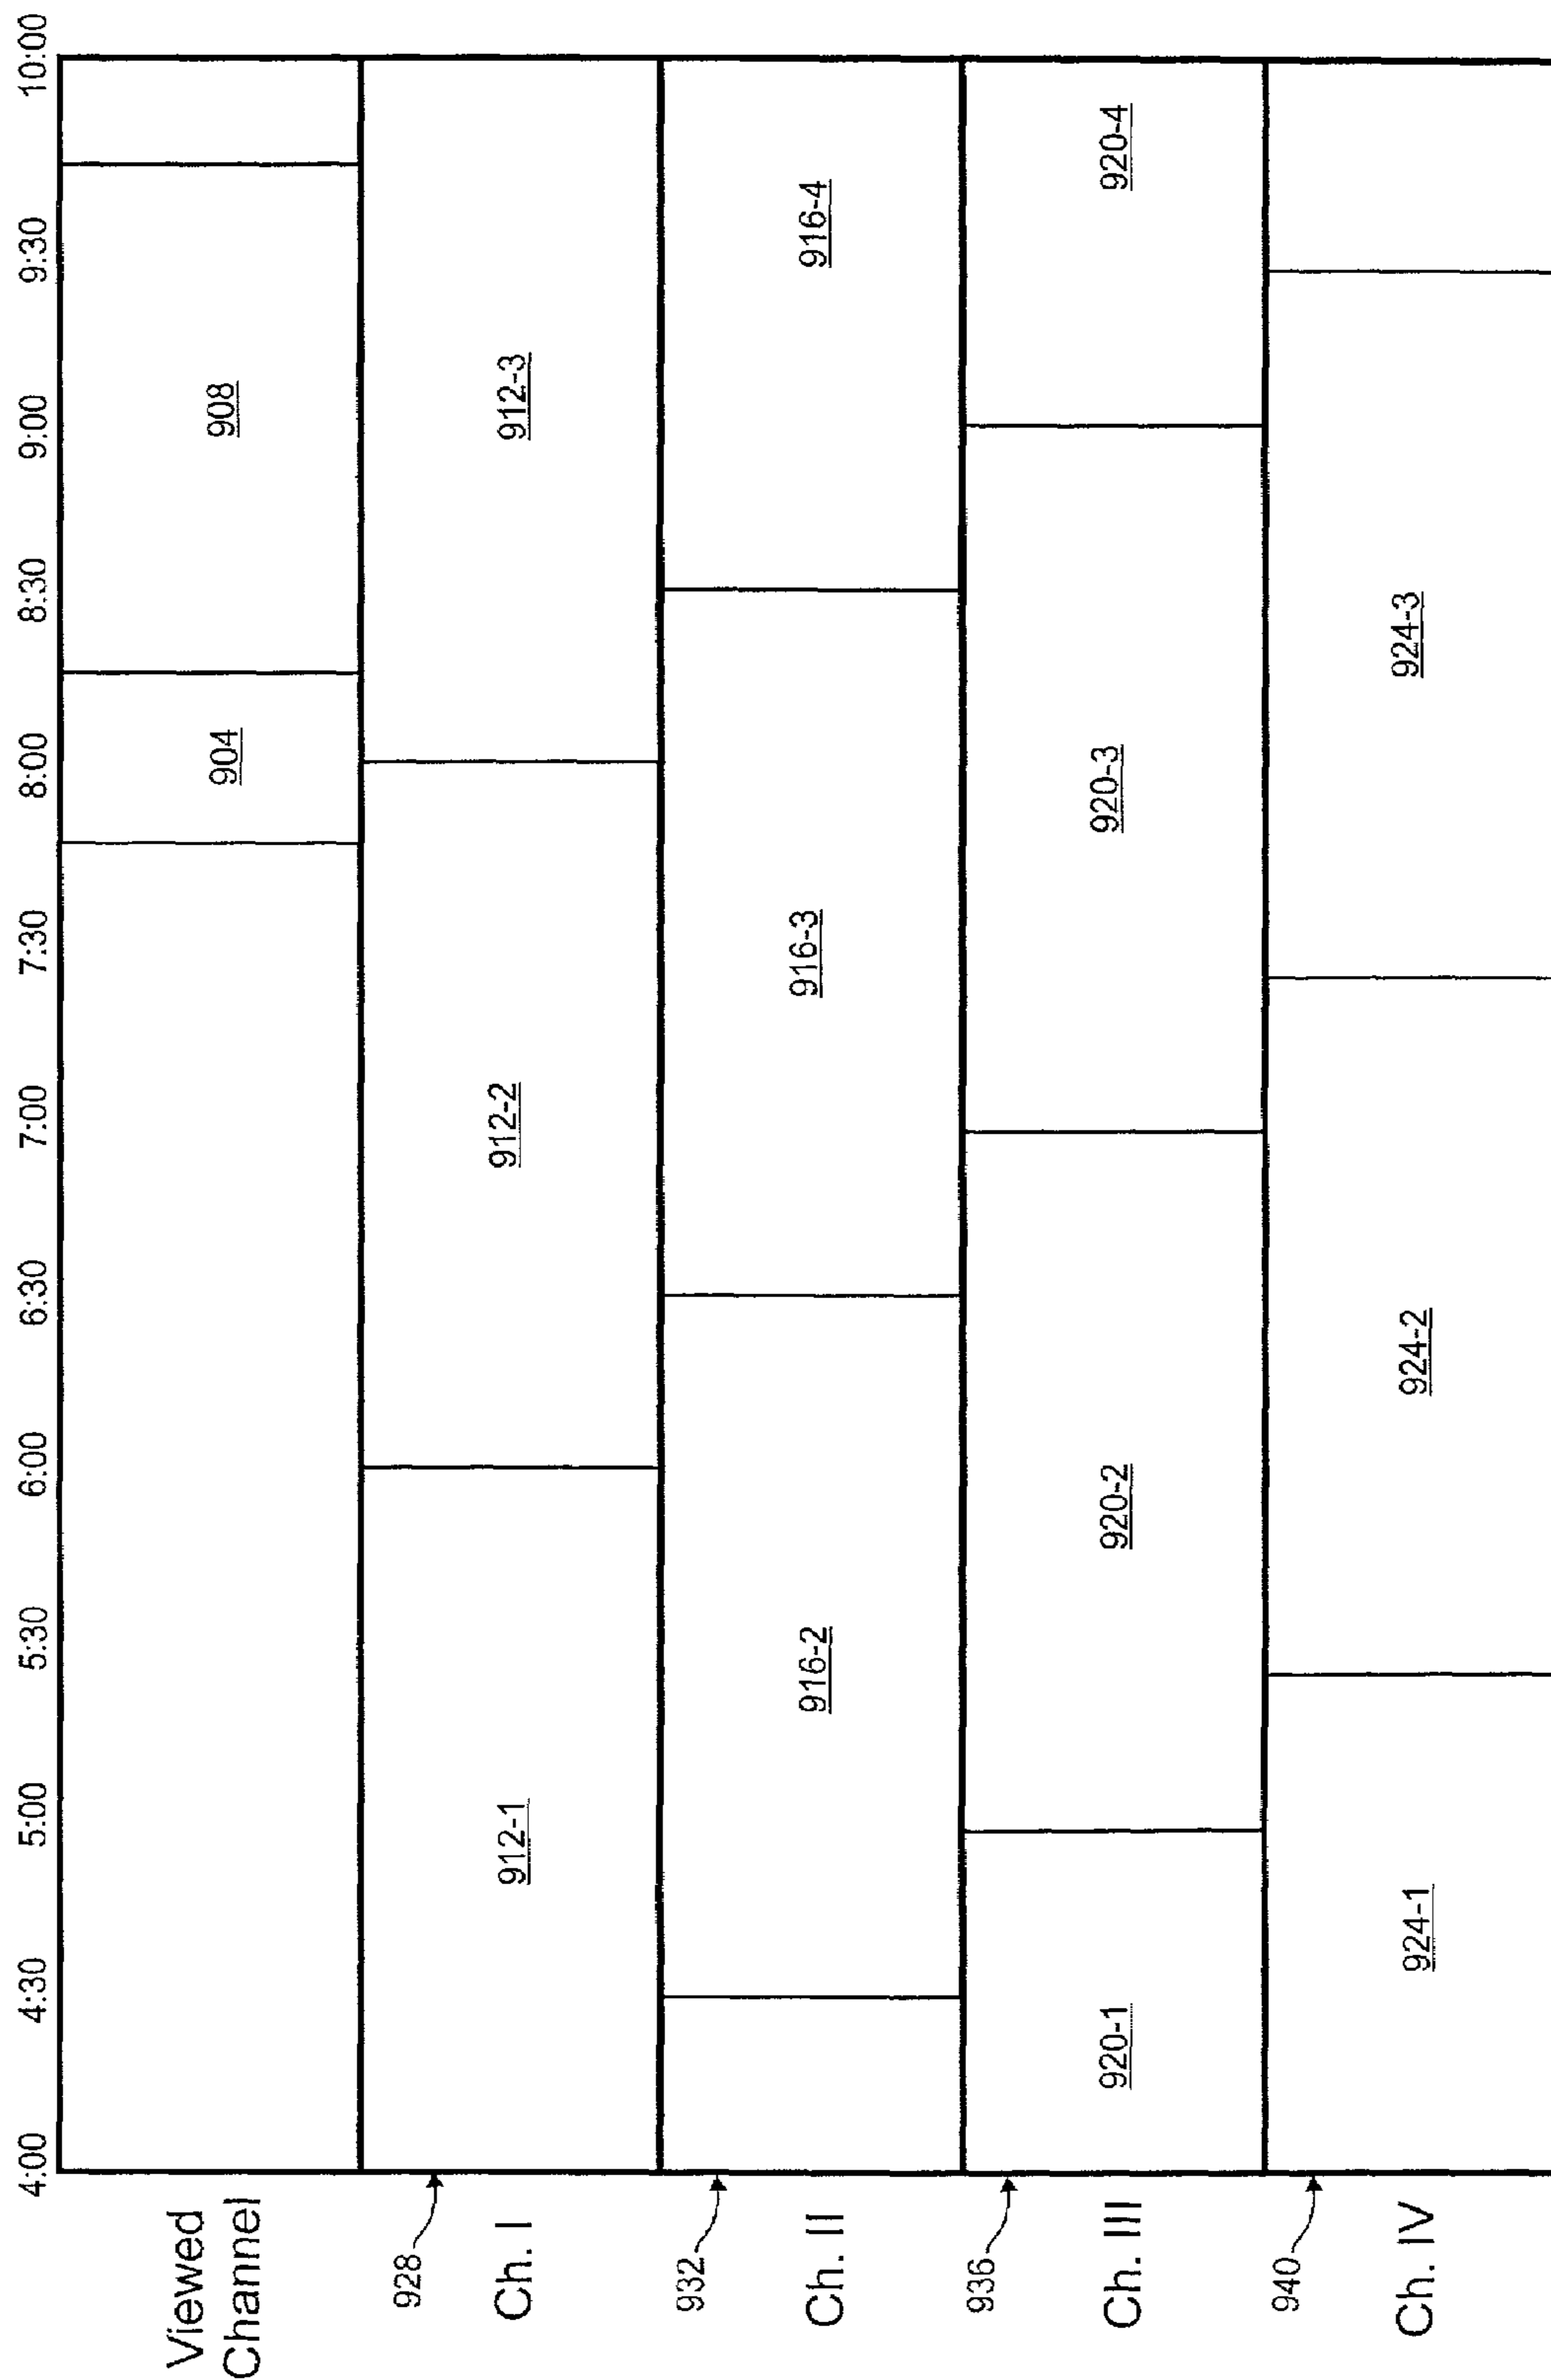 4:00 4:30 5:00 5:30 6:00 6:30 7:00 7:30 8:00 8:30 9:00 9:30 10:00
Viewed
Channel
904 908
928
Ch. I
912-1 912-2 912-3
932
Ch. II
916-2 916-3 916-4
936
Ch. III
920-1 920-2 920-3 920-4
940
Ch. IV
924-1 924-2 924-3